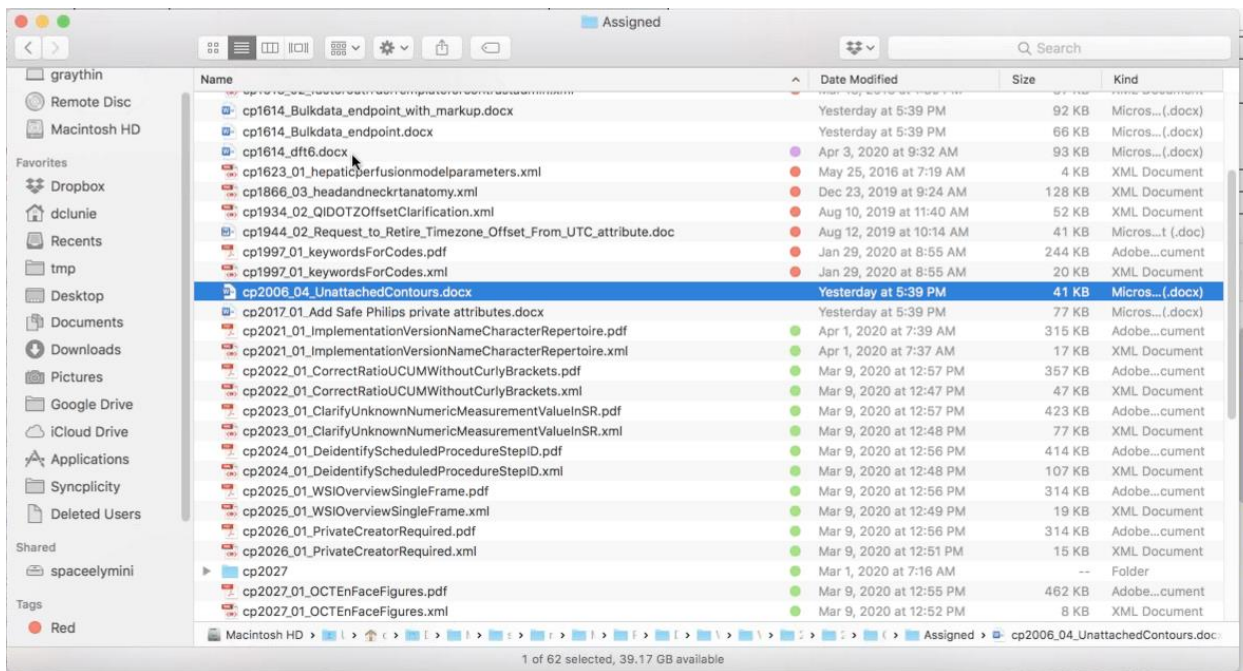 Assigned
Search
graythin
Remote Disc
Macintosh HD
Favorites
Dropbox
dclunie
Recents
tmp
Desktop
Documents
Downloads
Pictures
Google Drive
iCloud Drive
Applications
Syncplicity
Deleted Users
Shared
spaceelymini
Tags
Red
Name Date Modified Size Kind
cp1614_Bulkdata_endpoint_with_markup.docx Yesterday at 5:39 PM 92 KB Micros...(.docx)
cp1614_Bulkdata_endpoint.docx Yesterday at 5:39 PM 66 KB Micros...(.docx)
cp1614_dft6.docx Apr 3, 2020 at 9:32 AM 93 KB Micros...(.docx)
cp1623_01_hepaticperfusionmodelparameters.xml May 25, 2016 at 7:19 AM 4 KB XML Document
cp1866_03_headandneckrtanatomy.xml Dec 23, 2019 at 9:24 AM 128 KB XML Document
cp1934_02_QIDOTZOffsetClarification.xml Aug 10, 2019 at 11:40 AM 52 KB XML Document
cp1944_02_Request_to_Retire_Timezone_Offset_From_UTC_attribute.doc Aug 12, 2019 at 10:14 AM 41 KB Micros...t (.doc)
cp1997_01_keywordsForCodes.pdf Jan 29, 2020 at 8:55 AM 244 KB Adobe...cument
cp1997_01_keywordsForCodes.xml Jan 29, 2020 at 8:55 AM 20 KB XML Document
cp2006_04_UnattachedContours.docx Yesterday at 5:39 PM 41 KB Micros...(.docx)
cp2017_01_Add Safe Philips private attributes.docx Yesterday at 5:39 PM 77 KB Micros...(.docx)
cp2021_01_ImplementationVersionNameCharacterRepertoire.pdf Apr 1, 2020 at 7:39 AM 315 KB Adobe...cument
cp2021_01_ImplementationVersionNameCharacterRepertoire.xml Apr 1, 2020 at 7:37 AM 17 KB XML Document
cp2022_01_CorrectRatioUCUMWithoutCurlyBrackets.pdf Mar 9, 2020 at 12:57 PM 357 KB Adobe...cument
cp2022_01_CorrectRatioUCUMWithoutCurlyBrackets.xml Mar 9, 2020 at 12:47 PM 47 KB XML Document
cp2023_01_ClarifyUnknownNumericMeasurementValueInSR.pdf Mar 9, 2020 at 12:57 PM 423 KB Adobe...cument
cp2023_01_ClarifyUnknownNumericMeasurementValueInSR.xml Mar 9, 2020 at 12:48 PM 77 KB XML Document
cp2024_01_DeidentifyScheduledProcedureStepID.pdf Mar 9, 2020 at 12:56 PM 414 KB Adobe...cument
cp2024_01_DeidentifyScheduledProcedureStepID.xml Mar 9, 2020 at 12:48 PM 107 KB XML Document
cp2025_01_WSIOverviewSingleFrame.pdf Mar 9, 2020 at 12:56 PM 314 KB Adobe...cument
cp2025_01_WSIOverviewSingleFrame.xml Mar 9, 2020 at 12:49 PM 19 KB XML Document
cp2026_01_PrivateCreatorRequired.pdf Mar 9, 2020 at 12:56 PM 314 KB Adobe...cument
cp2026_01_PrivateCreatorRequired.xml Mar 9, 2020 at 12:51 PM 15 KB XML Document
cp2027 Mar 1, 2020 at 7:16 AM -- Folder
cp2027_01_OCTEnFaceFigures.pdf Mar 9, 2020 at 12:55 PM 462 KB Adobe...cument
cp2027_01_OCTEnFaceFigures.xml Mar 9, 2020 at 12:52 PM 8 KB XML Document
Macintosh HD › Assigned › cp2006_04_UnattachedContours.doc
1 of 62 selected, 39.17 GB available